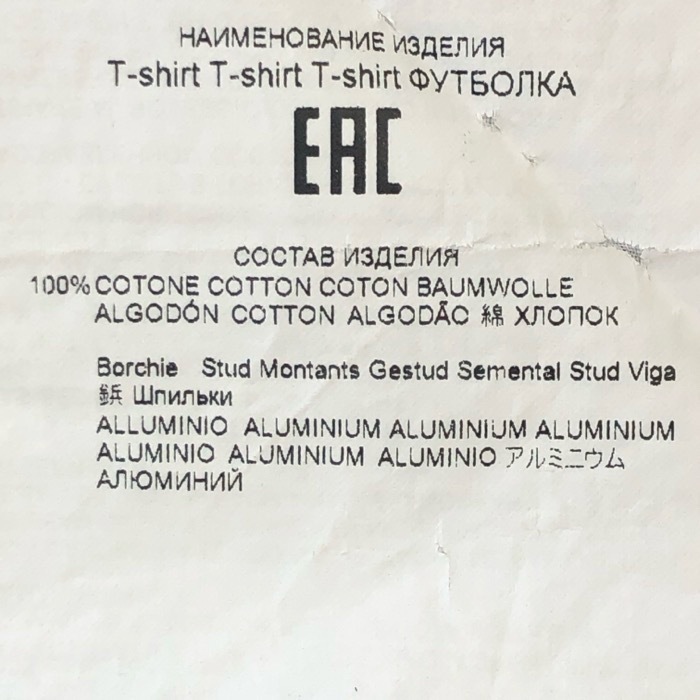 НАИМЕНОВАНИЕ ИЗДЕЛИЯ
T-shirt T-shirt T-shirt ФУТБОЛКА
EAC
СОСТАВ ИЗДЕЛИЯ
100% COTONE COTTON COTON BAUMWOLLE
ALGODÓN COTTON ALGODÃO 綿 ХЛОПОК
Borchie Stud Montants Gestud Semental Stud Viga
鋲 Шпильки
ALLUMINIO ALUMINIUM ALUMINIUM ALUMINIUM
ALUMINIO ALUMINIUM ALUMINIO アルミニウム
АЛЮМИНИЙ